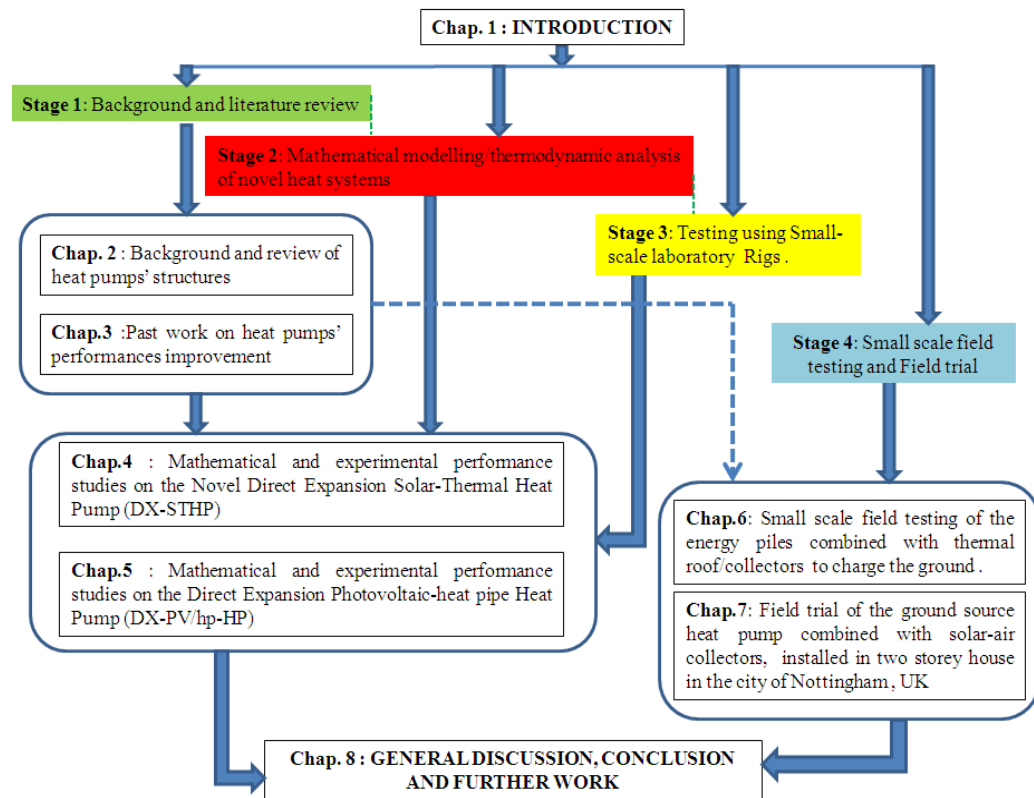 Chap. 1 : INTRODUCTION
Stage 1: Background and literature review
Stage 2: Mathematical modelling/thermodynamic analysis
of novel heat systems
Stage 3: Testing using Small-
scale laboratory Rigs .
Chap. 2 : Background and review of
heat pumps' structures
Chap.3 :Past work on heat pumps'
performances improvement
Stage 4: Small scale field
testing and Field trial
Chap.4 : Mathematical and experimental performance
studies on the Novel Direct Expansion Solar-Thermal Heat
Pump (DX-STHP)
Chap.5 : Mathematical and experimental performance
studies on the Direct Expansion Photovoltaic-heat pipe Heat
Pump (DX-PV/hp-HP)
Chap.6: Small scale field testing of the
energy piles combined with thermal
roof/collectors to charge the ground .
Chap.7: Field trial of the ground source
heat pump combined with solar-air
collectors, installed in two storey house
in the city of Nottingham , UK
Chap. 8 : GENERAL DISCUSSION, CONCLUSION
AND FURTHER WORK